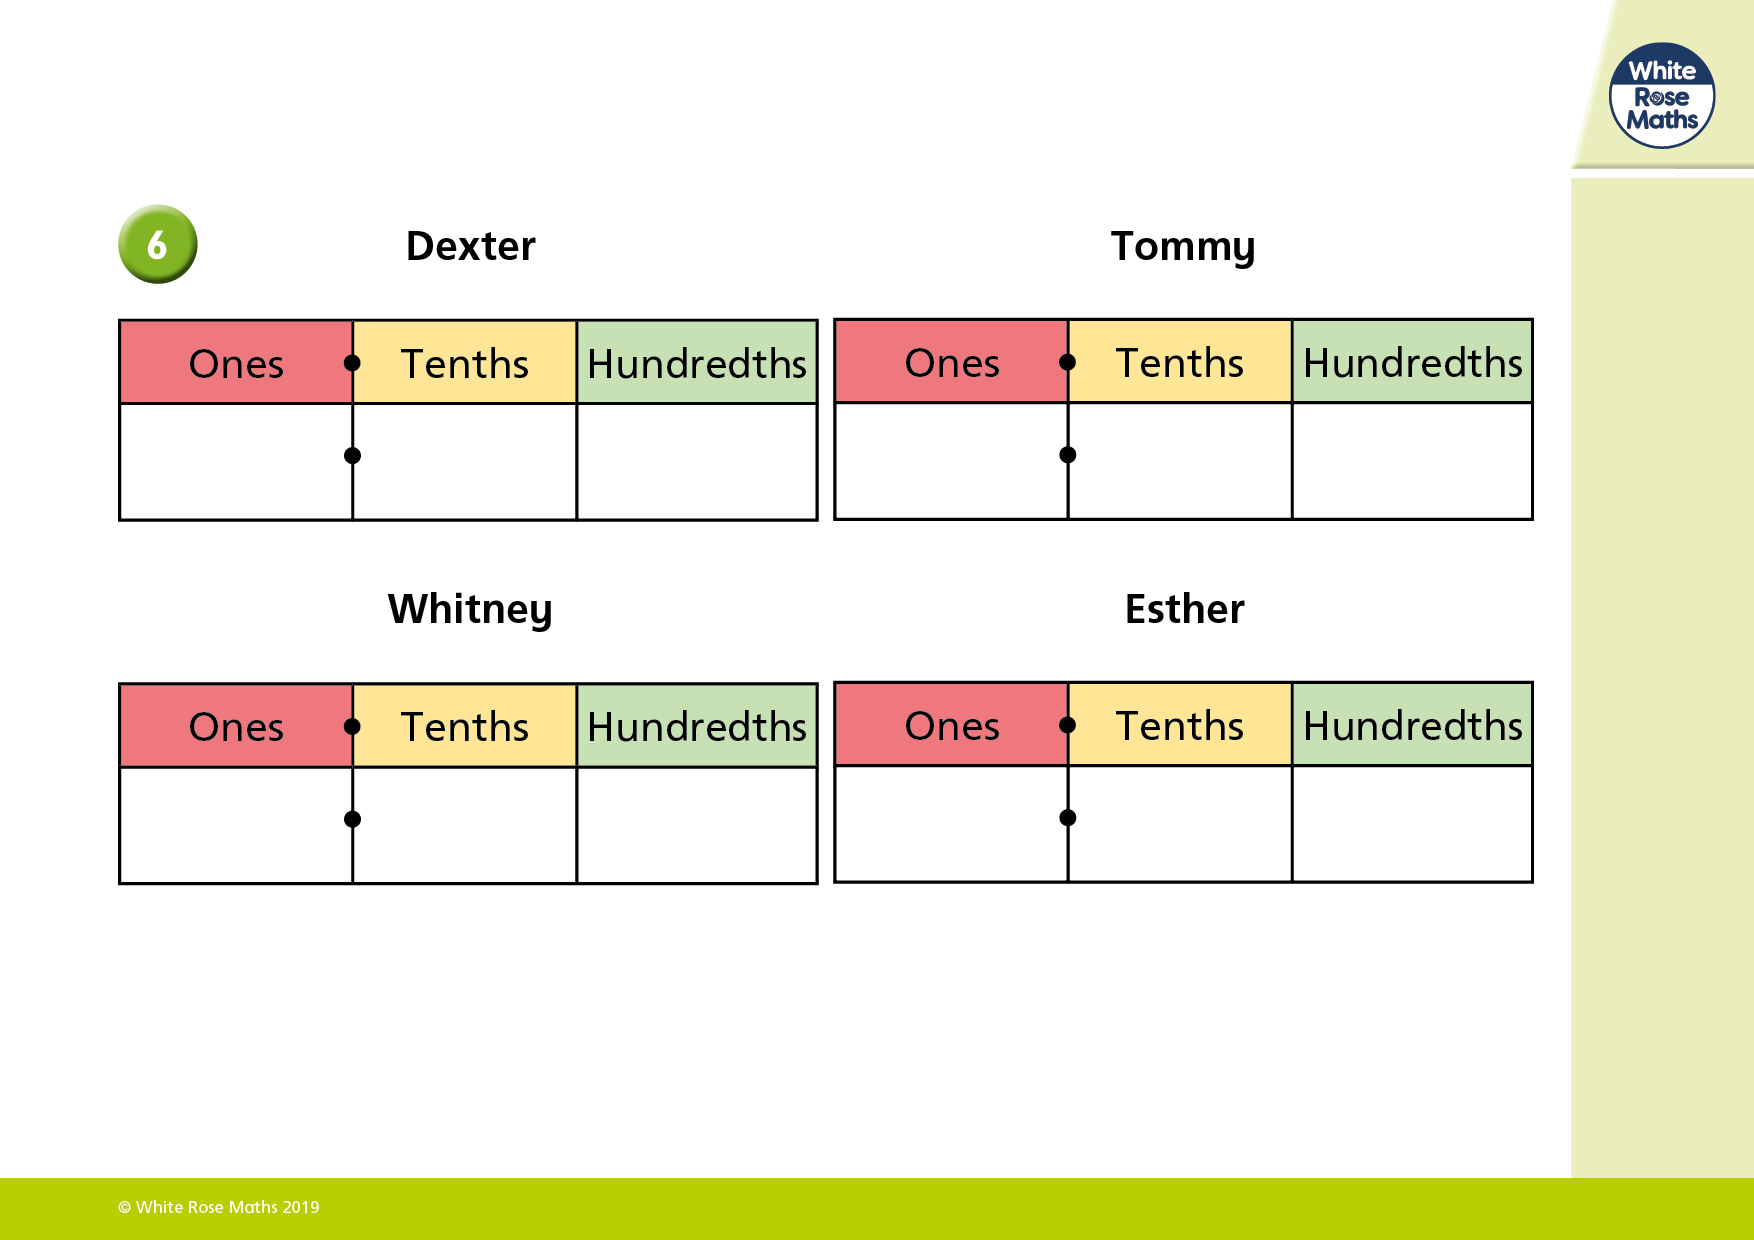 White
Rose
Maths
6
Dexter
Tommy
Ones Tenths Hundredths
Ones Tenths Hundredths
Whitney
Esther
Ones Tenths Hundredths
Ones Tenths Hundredths
© White Rose Maths 2019